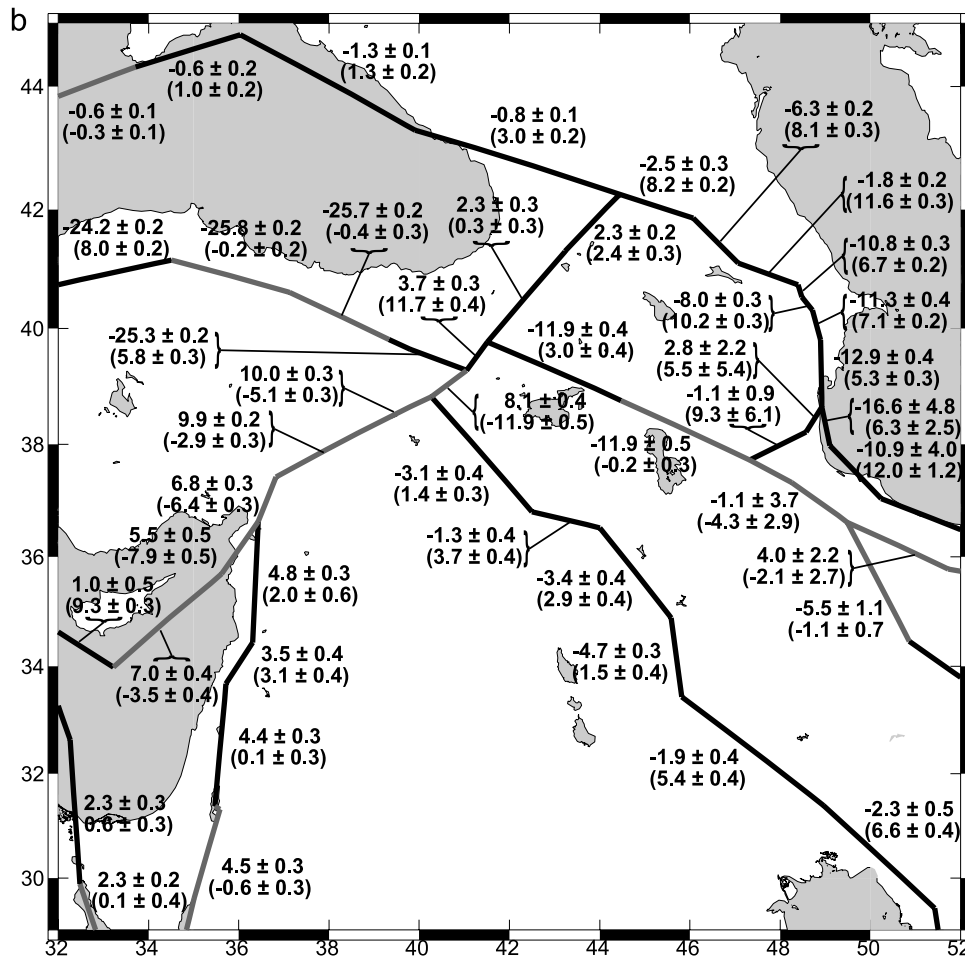 b
-1.3 ± 0.1
(1.3 ± 0.2)
-0.6 ± 0.2
(1.0 ± 0.2)
44
-0.6 ± 0.1
(-0.3 ± 0.1)
-0.8 ± 0.1
(3.0 ± 0.2)
-6.3 ± 0.2
(8.1 ± 0.3)
-2.5 ± 0.3
(8.2 ± 0.2)
-1.8 ± 0.2
(11.6 ± 0.3)
42
-24.2 ± 0.2
(8.0 ± 0.2)
-25.8 ± 0.2
(-0.2 ± 0.2)
-25.7 ± 0.2
(-0.4 ± 0.3)
2.3 ± 0.3
(0.3 ± 0.3)
2.3 ± 0.2
(2.4 ± 0.3)
-10.8 ± 0.3
(6.7 ± 0.2)
3.7 ± 0.3
(11.7 ± 0.4)
-8.0 ± 0.3
(10.2 ± 0.3)
-11.3 ± 0.4
(7.1 ± 0.2)
40
-25.3 ± 0.2
(5.8 ± 0.3)
-11.9 ± 0.4
(3.0 ± 0.4)
2.8 ± 2.2
(5.5 ± 5.4)
-12.9 ± 0.4
(5.3 ± 0.3)
10.0 ± 0.3
(-5.1 ± 0.3)
8.1 ± 0.4
(-11.9 ± 0.5)
-1.1 ± 0.9
(9.3 ± 6.1)
-16.6 ± 4.8
(6.3 ± 2.5)
9.9 ± 0.2
(-2.9 ± 0.3)
38
-11.9 ± 0.5
(-0.2 ± 0.3)
-10.9 ± 4.0
(12.0 ± 1.2)
6.8 ± 0.3
(-6.4 ± 0.3)
-3.1 ± 0.4
(1.4 ± 0.3)
-1.1 ± 3.7
(-4.3 ± 2.9)
5.5 ± 0.5
(-7.9 ± 0.5)
-1.3 ± 0.4
(3.7 ± 0.4)
4.0 ± 2.2
(-2.1 ± 2.7)
36
1.0 ± 0.5
(9.3 ± 0.3)
4.8 ± 0.3
(2.0 ± 0.6)
-3.4 ± 0.4
(2.9 ± 0.4)
-5.5 ± 1.1
(-1.1 ± 0.7
34
7.0 ± 0.4
(-3.5 ± 0.4)
3.5 ± 0.4
(3.1 ± 0.4)
-4.7 ± 0.3
(1.5 ± 0.4)
4.4 ± 0.3
(0.1 ± 0.3)
-1.9 ± 0.4
(5.4 ± 0.4)
32
2.3 ± 0.3
0.6 ± 0.3)
-2.3 ± 0.5
(6.6 ± 0.4)
30
2.3 ± 0.2
(0.1 ± 0.4)
4.5 ± 0.3
(-0.6 ± 0.3)
32 34 36 38 40 42 44 46 48 50 52